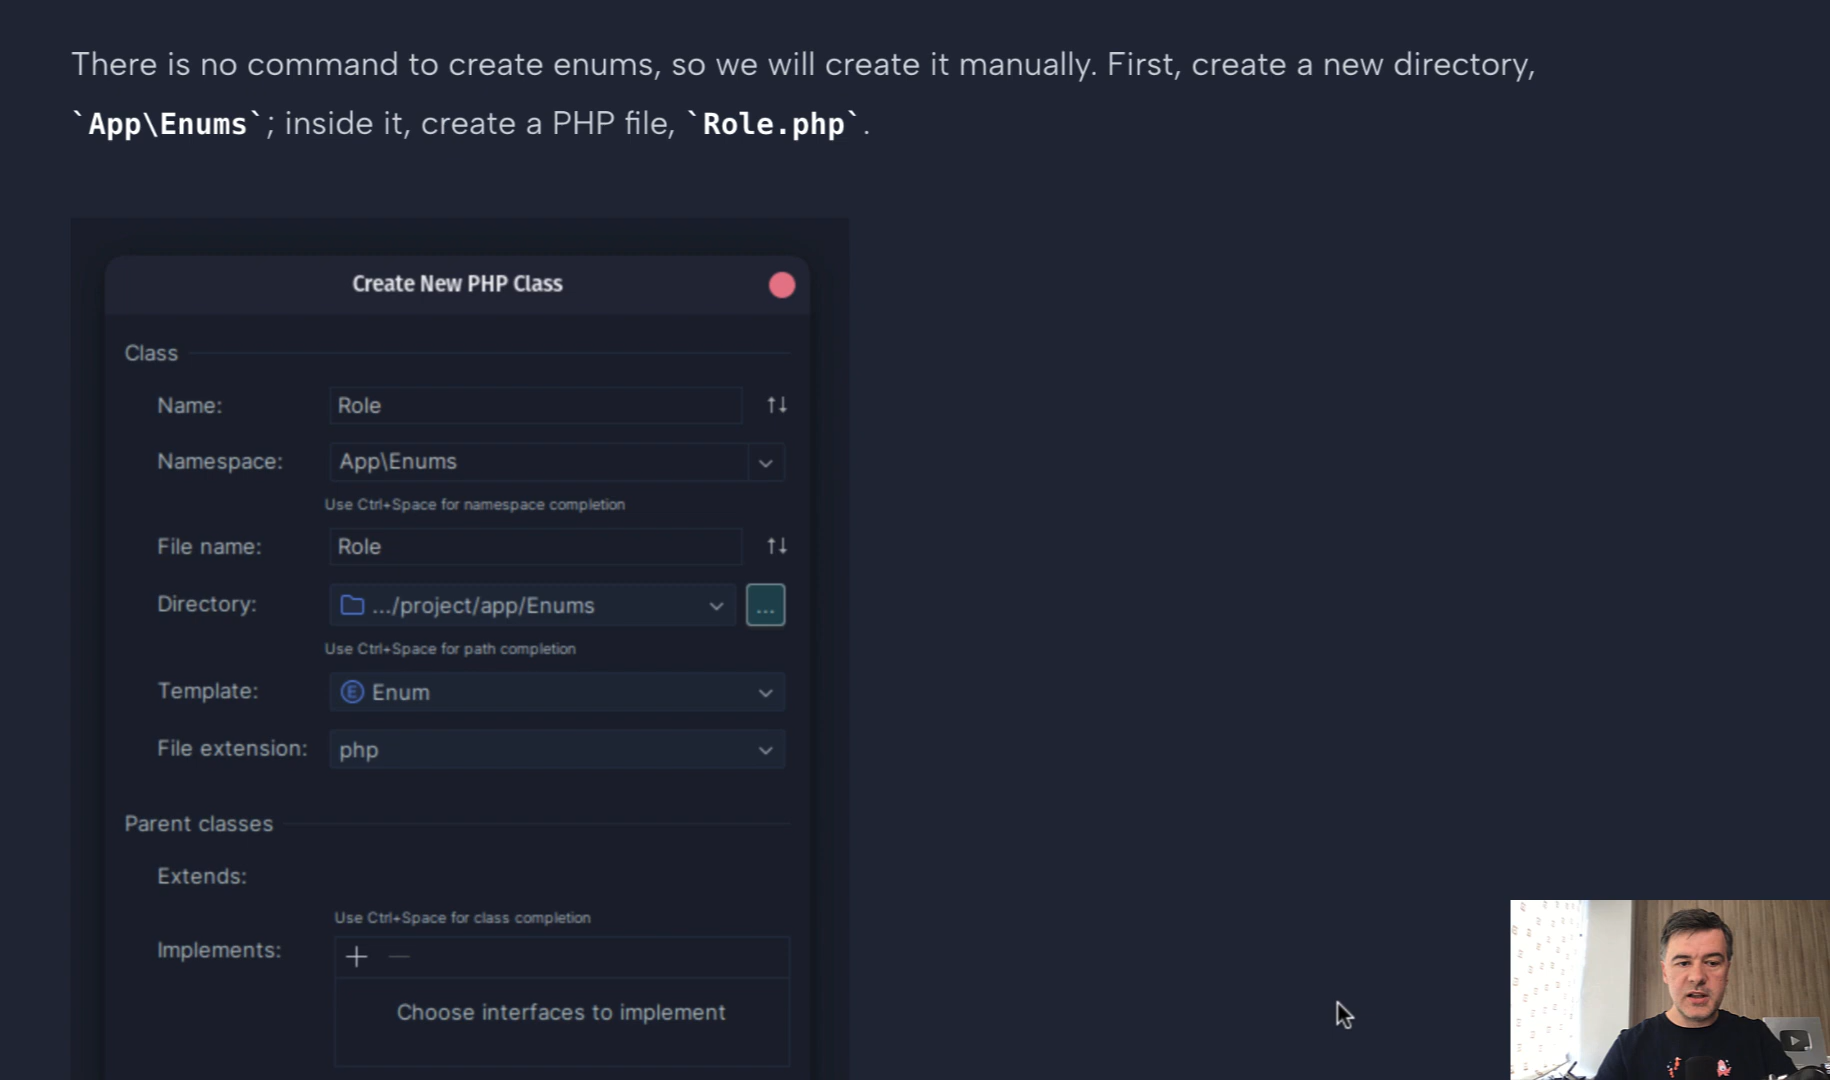 There is no command to create enums, so we will create it manually. First, create a new directory,
`App\Enums`; inside it, create a PHP file, `Role.php`.
Create New PHP Class
Class
Name: Role
Namespace: App\Enums
Use Ctrl+Space for namespace completion
File name: Role
Directory: .../project/app/Enums ...
Use Ctrl+Space for path completion
Template: E Enum
File extension: php
Parent classes
Extends:
Use Ctrl+Space for class completion
Implements:
Choose interfaces to implement